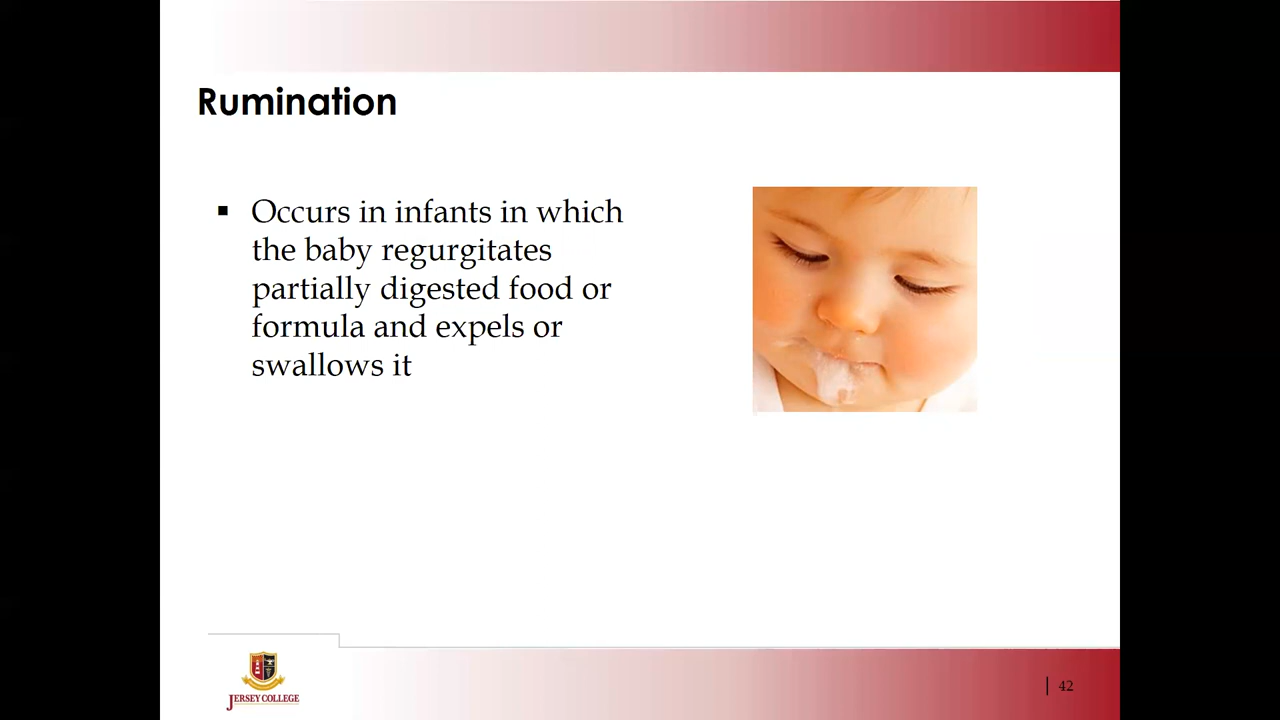 Rumination
▪ Occurs in infants in which
the baby regurgitates
partially digested food or
formula and expels or
swallows it
JERSEY COLLEGE
| 42